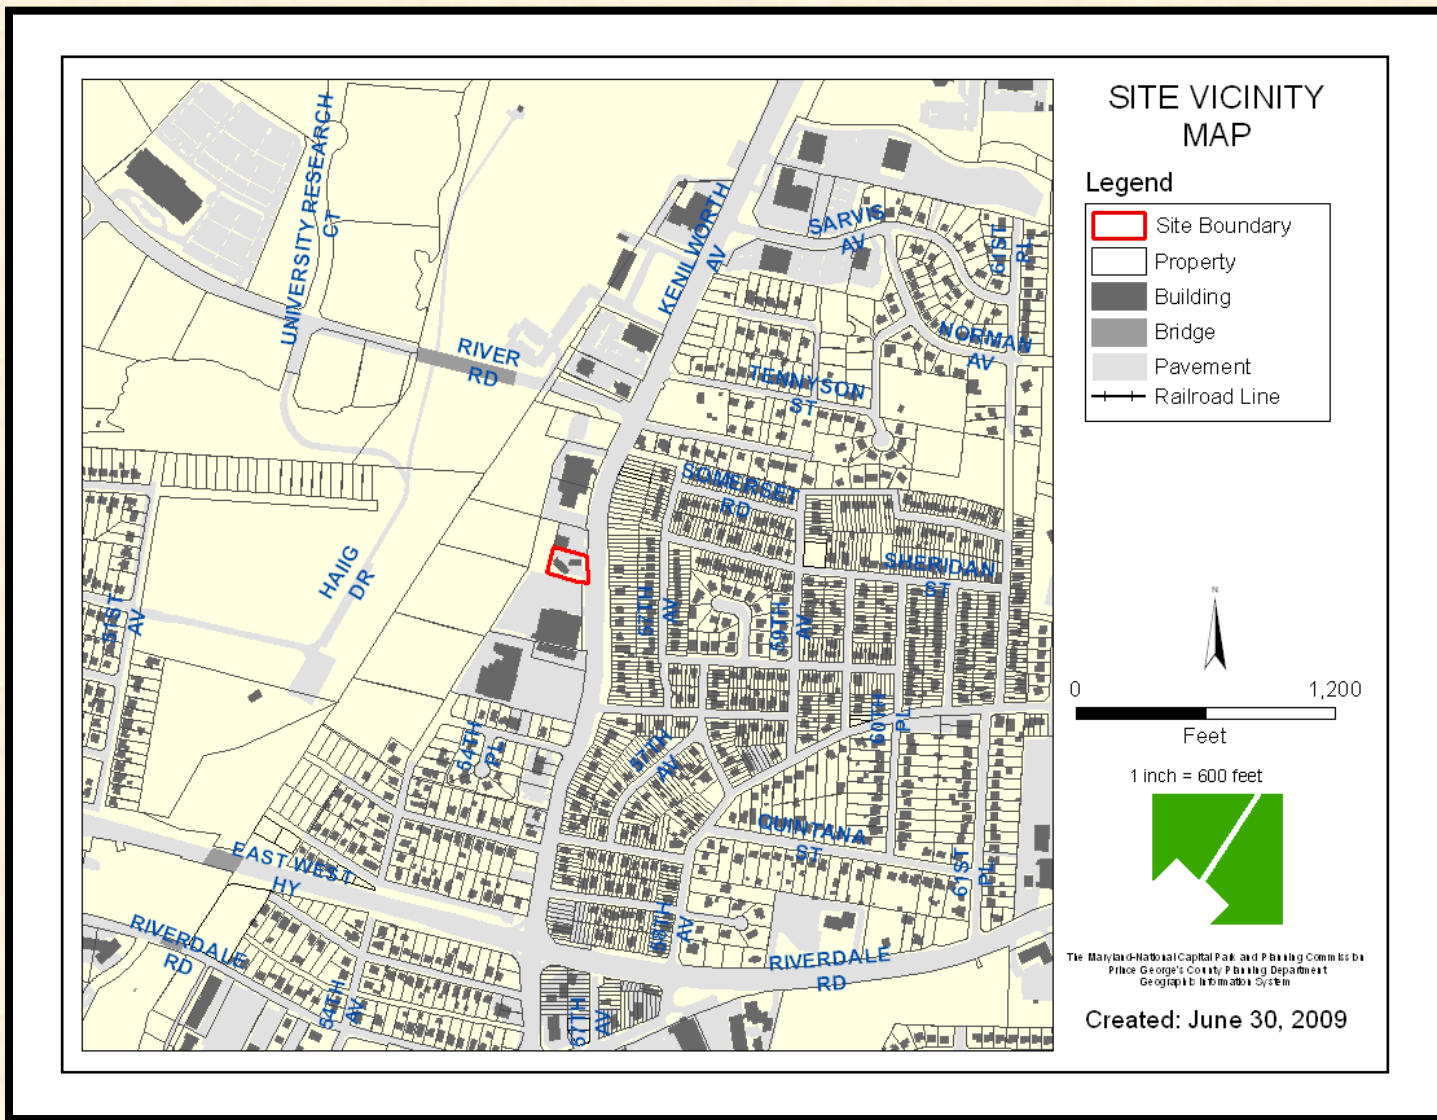 SITE VICINITY
MAP
Legend
Site Boundary
Property
Building
Bridge
Pavement
Railroad Line
N
0 1,200
Feet
1 inch = 600 feet
The Maryland-National Capital Park and Planning Commission
Prince George's County Planning Department
Geographic Information System
Created: June 30, 2009
UNIVERSITY RESEARCH
CT
KENILWORTH
AV
SARVIS
AV
61ST
PL
NORMAN
AV
RIVER
RD
TENNYSON
ST
SOMERSET
RD
SHERIDAN
ST
HAIIG
DR
51ST
AV
57TH
AV
59TH
AV
60TH
PL
54TH
PL
57TH
AV
QUINTANA
ST
61ST
PL
EAST WEST
HY
58TH
AV
RIVERDALE
RD
RIVERDALE
RD
54TH
AV
57TH
AV